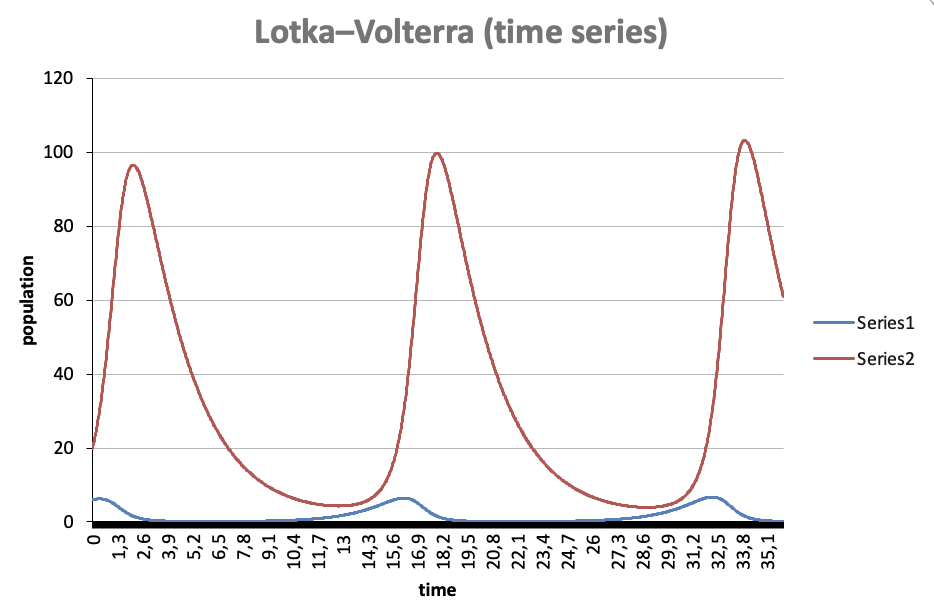 Lotka–Volterra (time series)
120
100
80
60
40
20
0
population
0 1,3 2,6 3,9 5,2 6,5 7,8 9,1 10,4 11,7 13 14,3 15,6 16,9 18,2 19,5 20,8 22,1 23,4 24,7 26 27,3 28,6 29,9 31,2 32,5 33,8 35,1
time
Series1
Series2